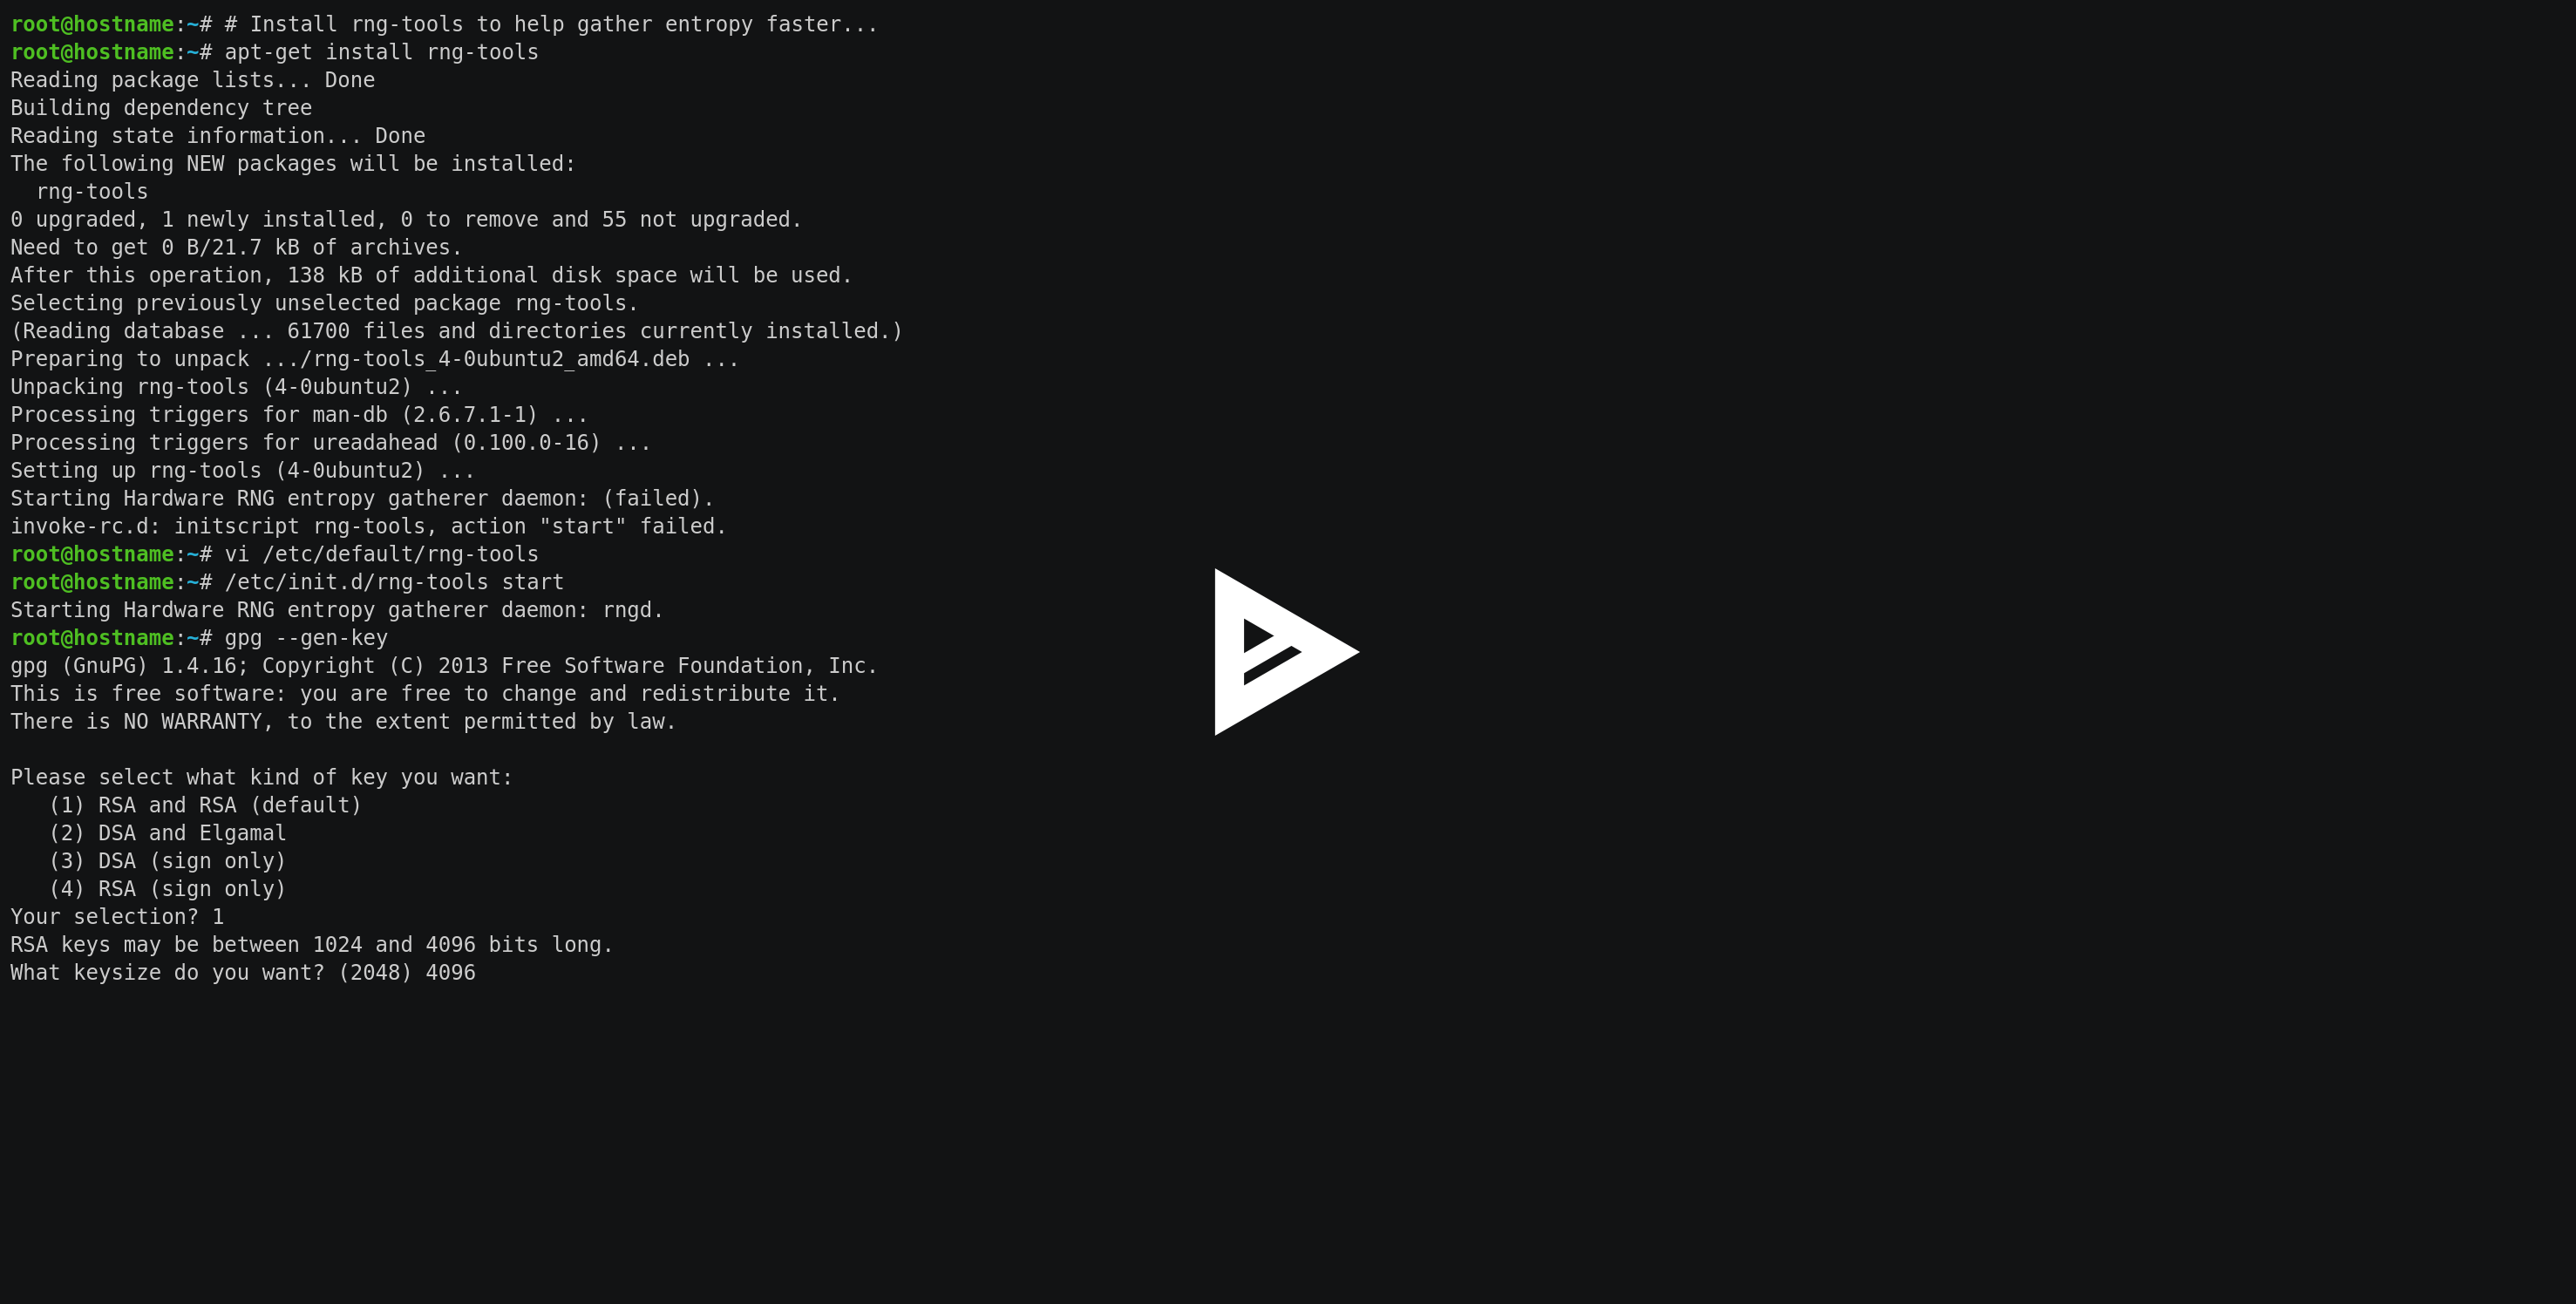 root@hostname:~# # Install rng-tools to help gather entropy faster...
root@hostname:~# apt-get install rng-tools
Reading package lists... Done
Building dependency tree
Reading state information... Done
The following NEW packages will be installed:
  rng-tools
0 upgraded, 1 newly installed, 0 to remove and 55 not upgraded.
Need to get 0 B/21.7 kB of archives.
After this operation, 138 kB of additional disk space will be used.
Selecting previously unselected package rng-tools.
(Reading database ... 61700 files and directories currently installed.)
Preparing to unpack .../rng-tools_4-0ubuntu2_amd64.deb ...
Unpacking rng-tools (4-0ubuntu2) ...
Processing triggers for man-db (2.6.7.1-1) ...
Processing triggers for ureadahead (0.100.0-16) ...
Setting up rng-tools (4-0ubuntu2) ...
Starting Hardware RNG entropy gatherer daemon: (failed).
invoke-rc.d: initscript rng-tools, action "start" failed.
root@hostname:~# vi /etc/default/rng-tools
root@hostname:~# /etc/init.d/rng-tools start
Starting Hardware RNG entropy gatherer daemon: rngd.
root@hostname:~# gpg --gen-key
gpg (GnuPG) 1.4.16; Copyright (C) 2013 Free Software Foundation, Inc.
This is free software: you are free to change and redistribute it.
There is NO WARRANTY, to the extent permitted by law.

Please select what kind of key you want:
   (1) RSA and RSA (default)
   (2) DSA and Elgamal
   (3) DSA (sign only)
   (4) RSA (sign only)
Your selection? 1
RSA keys may be between 1024 and 4096 bits long.
What keysize do you want? (2048) 4096